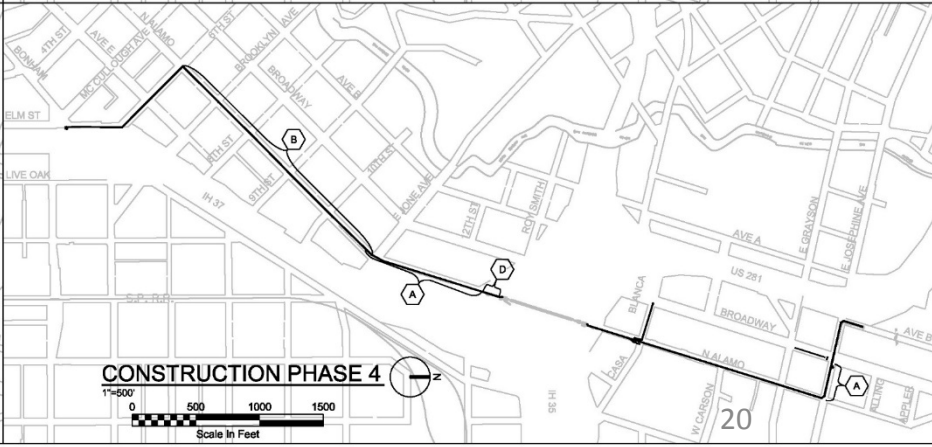 BONHAM
4TH ST
AVE E
MC CULLOUGH AVE
N ALAMO
6TH ST
BROOKLYN AVE
BROADWAY
AVE B
ELM ST
LIVE OAK
8TH ST
9TH ST
10TH ST
B
IH 37
E JONE AVE
12TH ST
ROY SMITH
A
D
S.P. R.R.
AVE A
US 281
E GRAYSON
E JOSEPHINE AVE
BLANCA
BROADWAY
AVE B
CASA
N ALAMO
W CARSON
IH 35
A
ALLING
APPLER
CONSTRUCTION PHASE 4
N
1"=500'
0 500 1000 1500
Scale In Feet
20